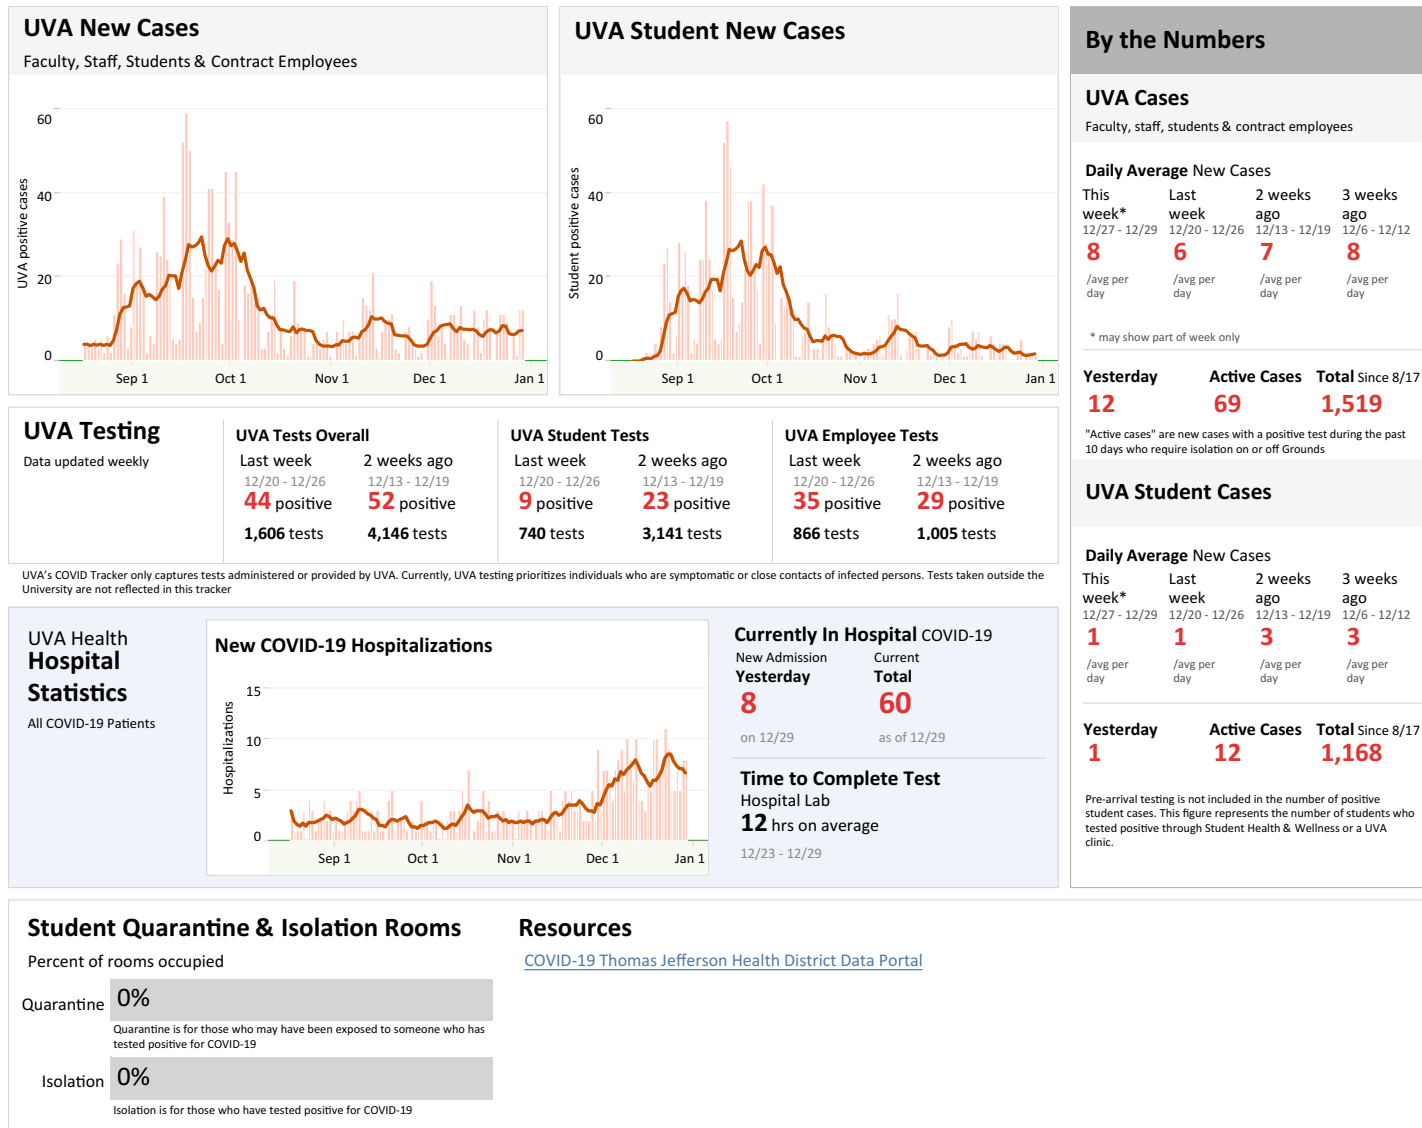 UVA New Cases
Faculty, Staff, Students & Contract Employees
UVA positive cases
60
40
20
0
Sep 1 Oct 1 Nov 1 Dec 1 Jan 1
UVA Student New Cases
Student positive cases
60
40
20
0
Sep 1 Oct 1 Nov 1 Dec 1 Jan 1
By the Numbers
UVA Cases
Faculty, staff, students & contract employees
Daily Average New Cases
This Last 2 weeks 3 weeks
week* week ago ago
12/27 - 12/29 12/20 - 12/26 12/13 - 12/19 12/6 - 12/12
8 6 7 8
/avg per /avg per /avg per /avg per
day day day day
* may show part of week only
Yesterday Active Cases Total Since 8/17
12 69 1,519
"Active cases" are new cases with a positive test during the past
10 days who require isolation on or off Grounds
UVA Student Cases
Daily Average New Cases
This Last 2 weeks 3 weeks
week* week ago ago
12/27 - 12/29 12/20 - 12/26 12/13 - 12/19 12/6 - 12/12
1 1 3 3
/avg per /avg per /avg per /avg per
day day day day
Yesterday Active Cases Total Since 8/17
1 12 1,168
Pre-arrival testing is not included in the number of positive
student cases. This figure represents the number of students who
tested positive through Student Health & Wellness or a UVA
clinic.
UVA Testing
Data updated weekly
UVA Tests Overall
Last week 2 weeks ago
12/20 - 12/26 12/13 - 12/19
44 positive 52 positive
1,606 tests 4,146 tests
UVA Student Tests
Last week 2 weeks ago
12/20 - 12/26 12/13 - 12/19
9 positive 23 positive
740 tests 3,141 tests
UVA Employee Tests
Last week 2 weeks ago
12/20 - 12/26 12/13 - 12/19
35 positive 29 positive
866 tests 1,005 tests
UVA's COVID Tracker only captures tests administered or provided by UVA. Currently, UVA testing prioritizes individuals who are symptomatic or close contacts of infected persons. Tests taken outside the
University are not reflected in this tracker
UVA Health
Hospital
Statistics
All COVID-19 Patients
New COVID-19 Hospitalizations
Hospitalizations
15
10
5
0
Sep 1 Oct 1 Nov 1 Dec 1 Jan 1
Currently In Hospital COVID-19
New Admission Current
Yesterday Total
8 60
on 12/29 as of 12/29
Time to Complete Test
Hospital Lab
12 hrs on average
12/23 - 12/29
Student Quarantine & Isolation Rooms
Percent of rooms occupied
Quarantine 0%
Quarantine is for those who may have been exposed to someone who has
tested positive for COVID-19
Isolation 0%
Isolation is for those who have tested positive for COVID-19
Resources
COVID-19 Thomas Jefferson Health District Data Portal